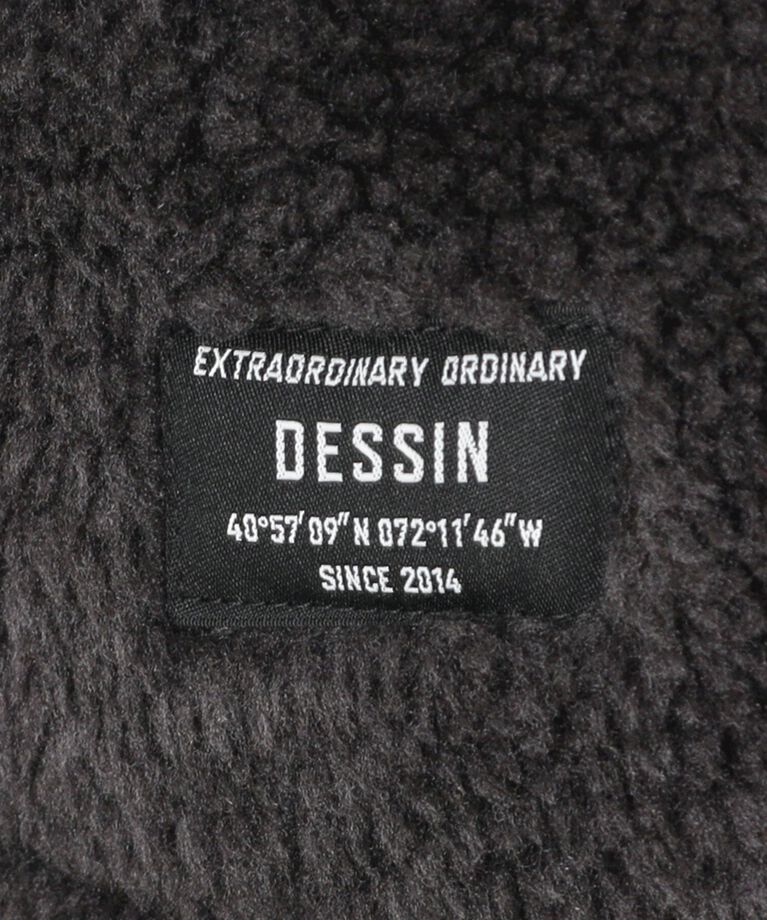 EXTRAORDINARY ORDINARY
DESSIN
40°57′09″N 072°11′46″W
SINCE 2014